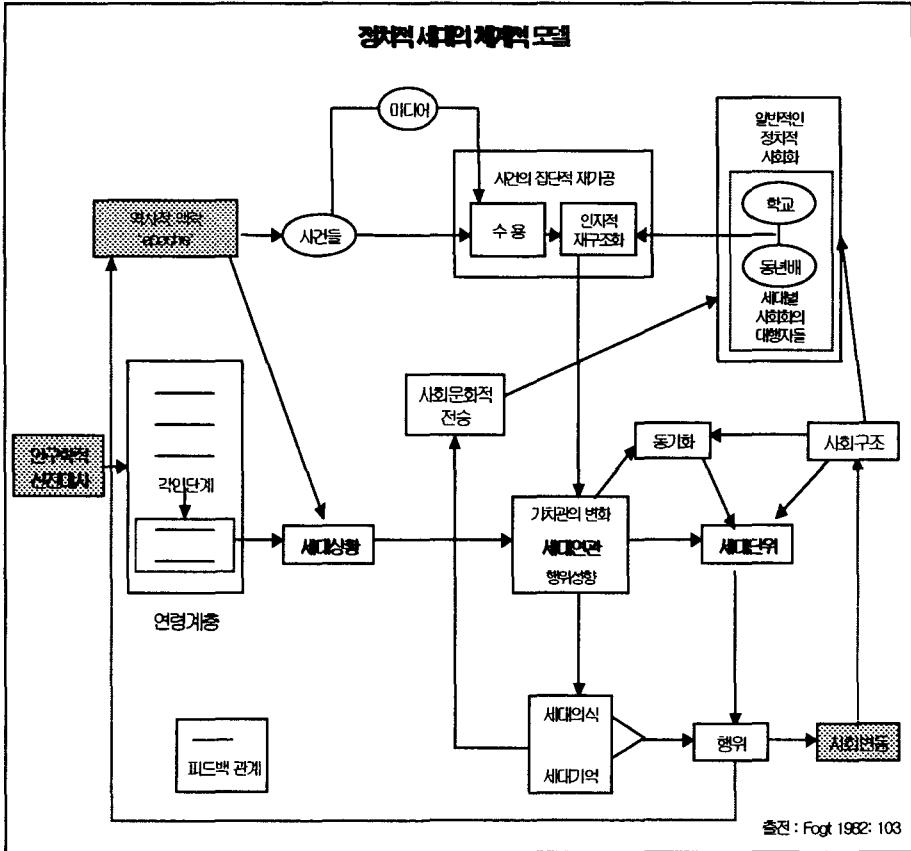 정치적 세대의 체계적 모델
미디어
일반적인
정치적
사회화
사건의 집단적 재가공
역사적 맥락
epoche
사건들
수용
인지적
재구조화
학교
동년배
세대별
사회화의
대행자들
사회문화적
전승
동기화
사회구조
인구학적
신진대사
각인단계
가치관의 변화
세대연관
행위성향
세대상황
세대단위
연령계층
세대의식
세대기억
행위
사회변동
피드백 관계
출전 : Fogt 1982: 103